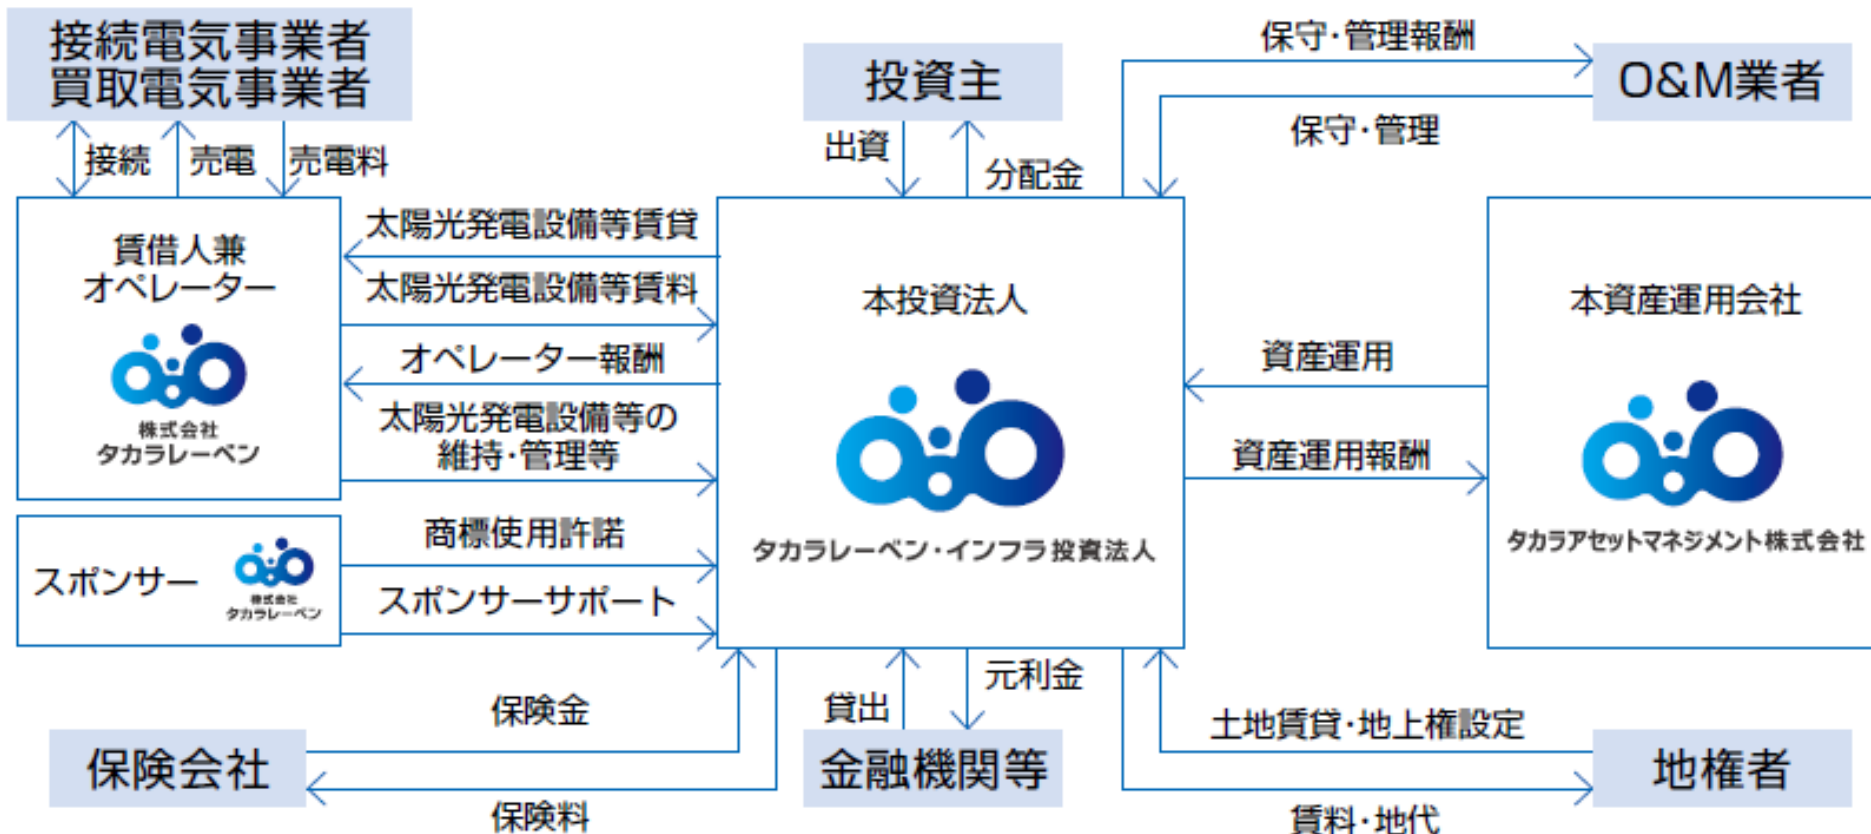 接続電気事業者
買取電気事業者
投資主
保守・管理報酬
O&M業者
保守・管理
接続
売電
売電料
出資
分配金
賃借人兼
オペレーター
株式会社
タカラレーベン
太陽光発電設備等賃貸
太陽光発電設備等賃料
オペレーター報酬
太陽光発電設備等の
維持・管理等
本投資法人
タカラレーベン・インフラ投資法人
資産運用
資産運用報酬
本資産運用会社
タカラアセットマネジメント株式会社
スポンサー
株式会社
タカラレーベン
商標使用許諾
スポンサーサポート
保険金
保険会社
保険料
貸出
元利金
金融機関等
土地賃貸・地上権設定
地権者
賃料・地代